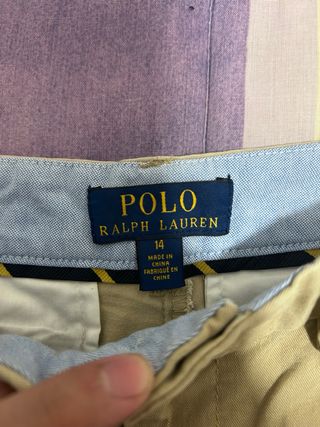 POLO
RALPH LAUREN
14
MADE IN
CHINA
FABRIQUÉ EN
CHINE